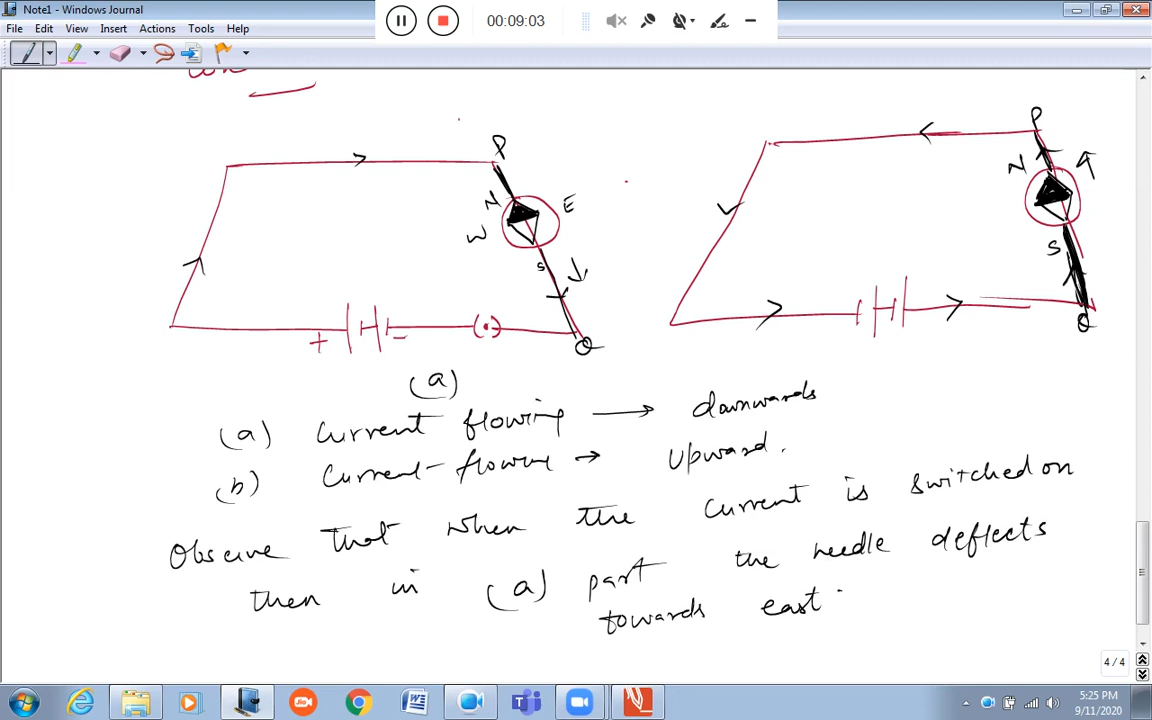 Note1 - Windows Journal
00:09:03
File Edit View Insert Actions Tools Help
P P
N E N
W S
S
+ -
Q Q
(a)
(a) Current flowing → downwards
(b) Current flowing → Upward.
Observe that when the current is switched on
then in (a) part the needle deflects
towards east
4 / 4
5:25 PM
9/11/2020